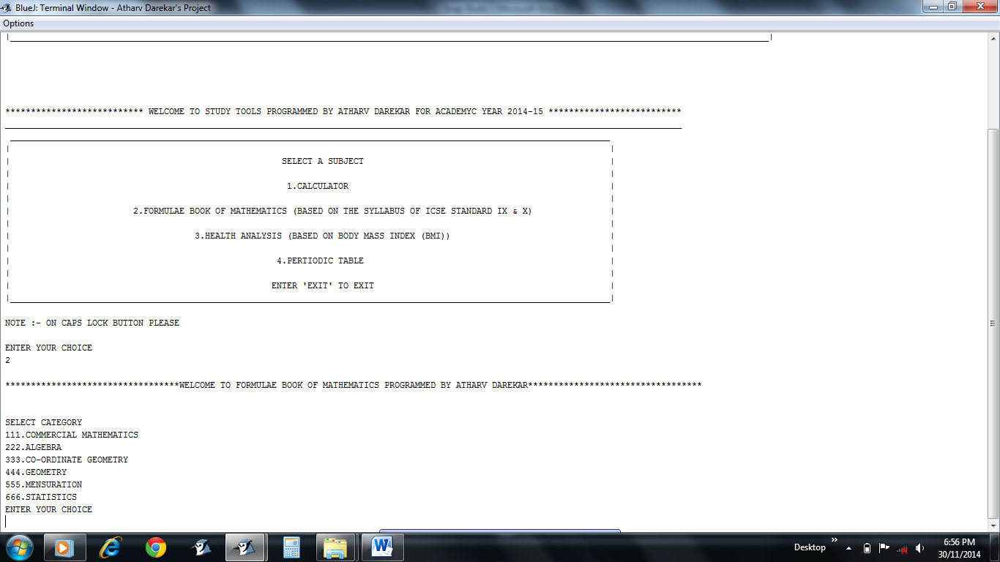 BlueJ: Terminal Window - Atharv Darekar's Project
Options
************************** WELCOME TO STUDY TOOLS PROGRAMMED BY ATHARV DAREKAR FOR ACADEMYC YEAR 2014-15 **************************
SELECT A SUBJECT
1.CALCULATOR
2.FORMULAE BOOK OF MATHEMATICS (BASED ON THE SYLLABUS OF ICSE STANDARD IX & X)
3.HEALTH ANALYSIS (BASED ON BODY MASS INDEX (BMI))
4.PERTIODIC TABLE
ENTER 'EXIT' TO EXIT
NOTE :- ON CAPS LOCK BUTTON PLEASE
ENTER YOUR CHOICE
2
**********************************WELCOME TO FORMULAE BOOK OF MATHEMATICS PROGRAMMED BY ATHARV DAREKAR**********************************
SELECT CATEGORY
111.COMMERCIAL MATHEMATICS
222.ALGEBRA
333.CO-ORDINATE GEOMETRY
444.GEOMETRY
555.MENSURATION
666.STATISTICS
ENTER YOUR CHOICE
Desktop
6:56 PM
30/11/2014